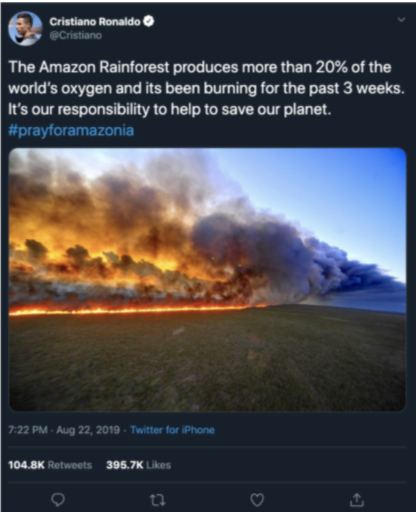 Cristiano Ronaldo
@Cristiano
The Amazon Rainforest produces more than 20% of the
world's oxygen and its been burning for the past 3 weeks.
It's our responsibility to help to save our planet.
#prayforamazonia
7:22 PM · Aug 22, 2019 · Twitter for iPhone
104.8K Retweets 395.7K Likes